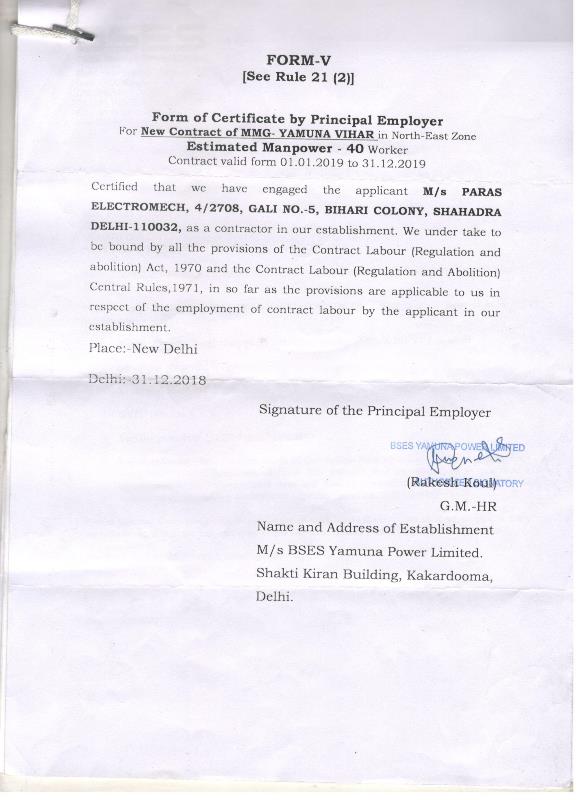 FORM-V
[See Rule 21 (2)]
Form of Certificate by Principal Employer
For New Contract of MMG- YAMUNA VIHAR in North-East Zone
Estimated Manpower - 40 Worker
Contract valid form 01.01.2019 to 31.12.2019
Certified that we have engaged the applicant M/s PARAS
ELECTROMECH, 4/2708, GALI NO.-5, BIHARI COLONY, SHAHADRA
DELHI-110032, as a contractor in our establishment. We under take to
be bound by all the provisions of the Contract Labour (Regulation and
abolition) Act, 1970 and the Contract Labour (Regulation and Abolition)
Central Rules,1971, in so far as the provisions are applicable to us in
respect of the employment of contract labour by the applicant in our
establishment.
Place:-New Delhi
Delhi:-31.12.2018
Signature of the Principal Employer
BSES YAMUNA POWER LIMITED
(Rakesh Koul)
G.M.-HR
Name and Address of Establishment
M/s BSES Yamuna Power Limited.
Shakti Kiran Building, Kakardooma,
Delhi.